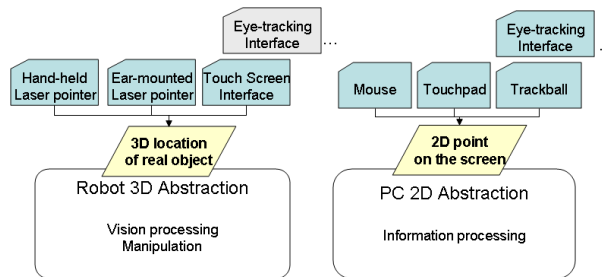 Eye-tracking
Interface
...
Hand-held
Laser pointer
Ear-mounted
Laser pointer
Touch Screen
Interface
3D location
of real object
Robot 3D Abstraction
Vision processing
Manipulation
Eye-tracking
Interface
Mouse
Touchpad
Trackball
2D point
on the screen
PC 2D Abstraction
Information processing